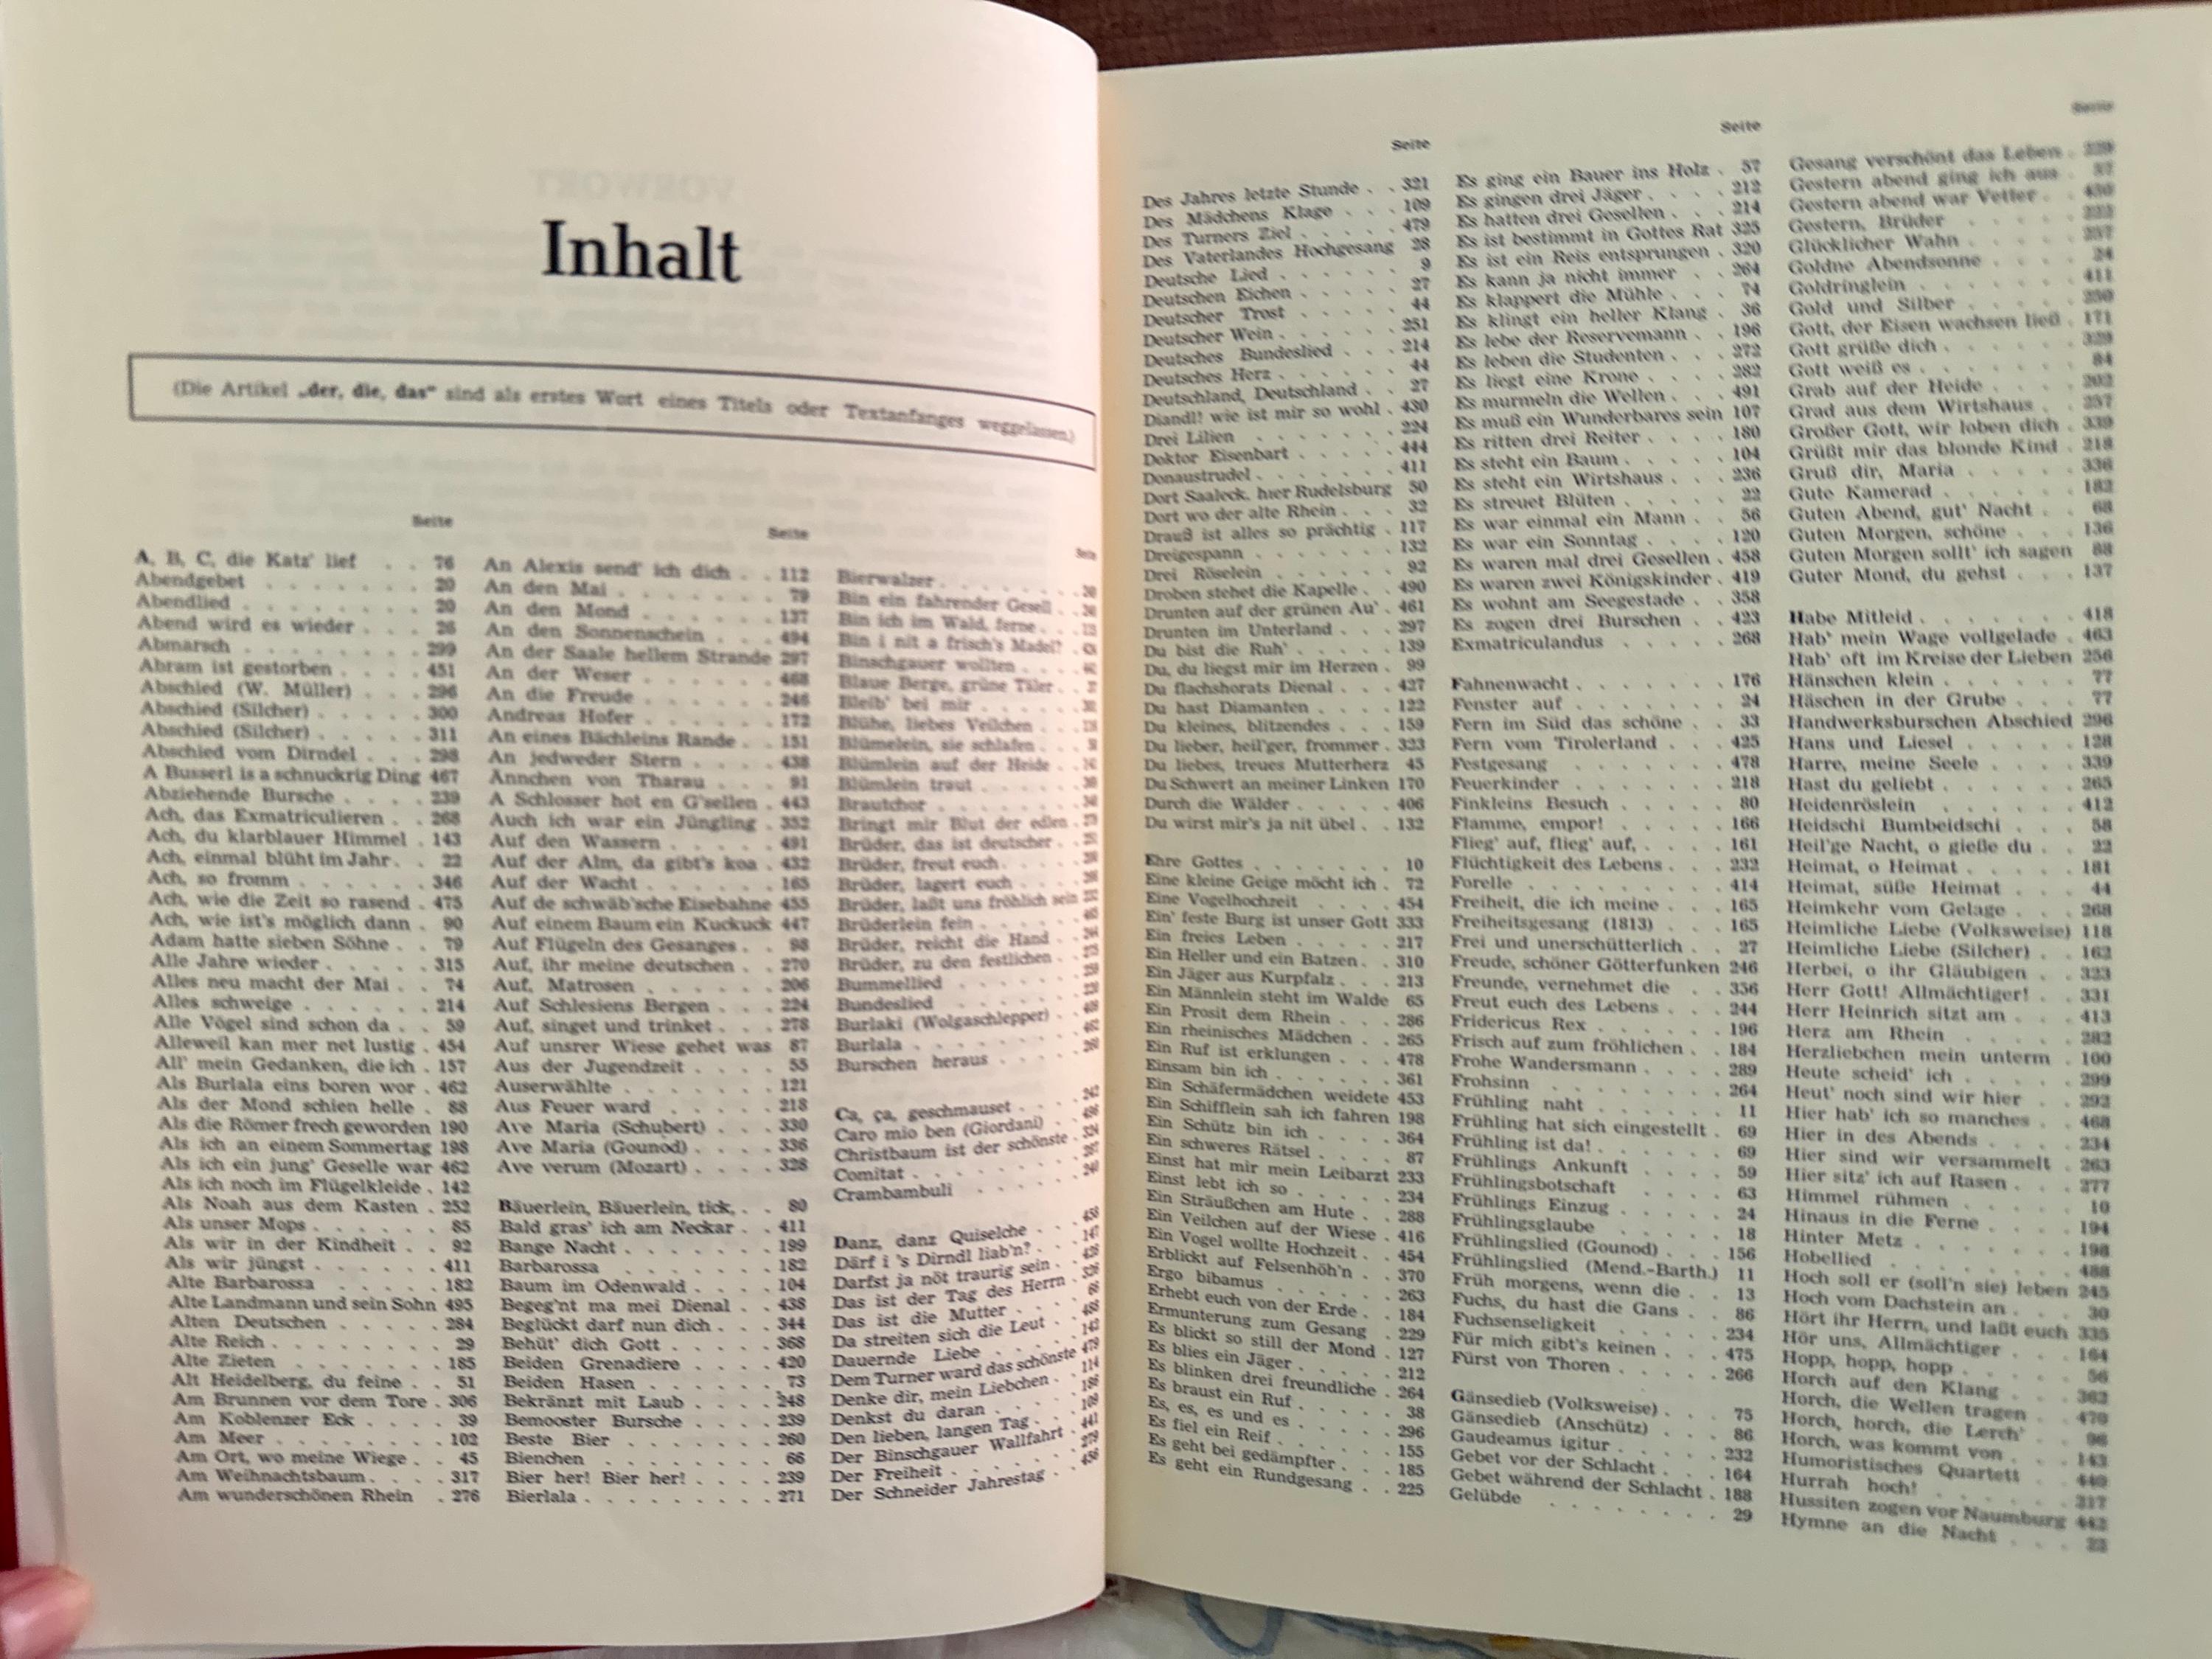 Inhalt
(Die Artikel „der, die, das" sind als erstes Wort eines Titels oder Textanfanges weggelassen.)
Seite
A, B, C, die Katz' lief . . 76
Abendgebet . . . . . . . 20
Abendlied . . . . . . . 20
Abend wird es wieder . . . 26
Abmarsch . . . . . . . . 299
Abram ist gestorben . . . . 451
Abschied (W. Müller) . . . 296
Abschied (Silcher) . . . . . 300
Abschied (Silcher) . . . . . 311
Abschied vom Dirndel . . . 298
A Busserl is a schnuckrig Ding 467
Abziehende Bursche . . . . 239
Ach, das Exmatriculieren . . 268
Ach, du klarblauer Himmel . 143
Ach, einmal blüht im Jahr . . 22
Ach, so fromm . . . . . . 346
Ach, wie die Zeit so rasend . 475
Ach, wie ist's möglich dann . 90
Adam hatte sieben Söhne . . 79
Alle Jahre wieder . . . . . 315
Alles neu macht der Mai . . 74
Alles schweige . . . . . . 214
Alle Vögel sind schon da . . 59
Alleweil kan mer net lustig . 454
All' mein Gedanken, die ich . 157
Als Burlala eins boren wor . 462
Als der Mond schien helle . 88
Als die Römer frech geworden 190
Als ich an einem Sommertag 198
Als ich ein jung' Geselle war 462
Als ich noch im Flügelkleide . 142
Als Noah aus dem Kasten . 252
Als unser Mops . . . . . . 85
Als wir in der Kindheit . . 92
Als wir jüngst . . . . . . 411
Alte Barbarossa . . . . . 182
Alte Landmann und sein Sohn 495
Alten Deutschen . . . . . 284
Alte Reich . . . . . . . . 29
Alte Zieten . . . . . . . 185
Alt Heidelberg, du feine . . 51
Am Brunnen vor dem Tore . 306
Am Koblenzer Eck . . . . 39
Am Meer . . . . . . . . 102
Am Ort, wo meine Wiege . . 45
Am Weihnachtsbaum . . . . 317
Am wunderschönen Rhein . 276
Seite
An Alexis send' ich dich . . 112
An den Mai . . . . . . . 79
An den Mond . . . . . . 137
An den Sonnenschein . . . 494
An der Saale hellem Strande 297
An der Weser . . . . . . 468
An die Freude . . . . . . 246
Andreas Hofer . . . . . . 172
An eines Bächleins Rande . . 151
An jedweder Stern . . . . 438
Ännchen von Tharau . . . 91
A Schlosser hot en G'sellen . 443
Auch ich war ein Jüngling . 352
Auf den Wassern . . . . . 491
Auf der Alm, da gibt's koa . 432
Auf der Wacht . . . . . . 165
Auf de schwäb'sche Eisebahne 455
Auf einem Baum ein Kuckuck 447
Auf Flügeln des Gesanges . . 98
Auf, ihr meine deutschen . . 270
Auf, Matrosen . . . . . . 206
Auf Schlesiens Bergen . . . 224
Auf, singet und trinket . . . 278
Auf unsrer Wiese gehet was 87
Aus der Jugendzeit . . . . 55
Auserwählte . . . . . . . 121
Aus Feuer ward . . . . . 218
Ave Maria (Schubert) . . . 330
Ave Maria (Gounod) . . . . 336
Ave verum (Mozart) . . . . 328
Bäuerlein, Bäuerlein, tick, . . 80
Bald gras' ich am Neckar . . 411
Bange Nacht . . . . . . . 199
Barbarossa . . . . . . . 182
Baum im Odenwald . . . . 104
Begeg'nt ma mei Dienal . . 438
Beglückt darf nun dich . . . 344
Behüt' dich Gott . . . . . 368
Beiden Grenadiere . . . . 420
Beiden Hasen . . . . . . 73
Bekränzt mit Laub . . . . 248
Bemooster Bursche . . . . 239
Beste Bier . . . . . . . 260
Bienchen . . . . . . . . 66
Bier her! Bier her! . . . . 239
Bierlala . . . . . . . . . 271
Seite
Bierwalzer . . . . . . .
Bin ein fahrender Gesell . .
Bin ich im Wald, ferne . . .
Bin i nit a frisch's Madel? .
Binschgauer wollten . . . .
Blaue Berge, grüne Täler . .
Bleib' bei mir . . . . . .
Blühe, liebes Veilchen . . .
Blümelein, sie schlafen . . .
Blümlein auf der Heide . .
Blümlein traut . . . . . .
Brautchor . . . . . . . .
Bringt mir Blut der edlen .
Brüder, das ist deutscher . .
Brüder, freut euch . . . . .
Brüder, lagert euch . . . .
Brüder, laßt uns fröhlich sein
Brüderlein fein . . . . . .
Brüder, reicht die Hand . .
Brüder, zu den festlichen . .
Bummellied . . . . . . .
Bundeslied . . . . . . .
Burlaki (Wolgaschlepper) . .
Burlala . . . . . . . . .
Burschen heraus . . . . .
Ca, ça, geschmauset . . . . 242
Caro mio ben (Giordani) .
Christbaum ist der schönste .
Comitat . . . . . . . .
Crambambuli . . . . . . 240
Danz, danz Quiselche . . . 458
Därf i 's Dirndl liab'n? . . . 147
Darfst ja nöt traurig sein . .
Das ist der Tag des Herrn .
Das ist die Mutter . . . . 66
Da streiten sich die Leut . . 488
Dauernde Liebe . . . . . 142
Dem Turner ward das schönste 479
Denke dir, mein Liebchen . . 114
Denkst du daran . . . . . 186
Den lieben, langen Tag . . . 109
Der Binschgauer Wallfahrt . 441
Der Freiheit . . . . . . . 279
Der Schneider Jahrestag . . 456
Seite
Des Jahres letzte Stunde . . 321
Des Mädchens Klage . . . 109
Des Turners Ziel . . . . . 479
Des Vaterlandes Hochgesang 28
Deutsche Lied . . . . . . 9
Deutschen Eichen . . . . . 27
Deutscher Trost . . . . . 44
Deutscher Wein . . . . . . 251
Deutsches Bundeslied . . . 214
Deutsches Herz . . . . . . 44
Deutschland, Deutschland . . 27
Diandl! wie ist mir so wohl . 430
Drei Lilien . . . . . . . 224
Doktor Eisenbart . . . . . 444
Donaustrudel . . . . . . . 411
Dort Saaleck, hier Rudelsburg 50
Dort wo der alte Rhein . . . 32
Drauß ist alles so prächtig . 117
Dreigespann . . . . . . . 132
Drei Röselein . . . . . . 92
Droben stehet die Kapelle . . 490
Drunten auf der grünen Au' . 461
Drunten im Unterland . . . 297
Du bist die Ruh' . . . . . 139
Du, du liegst mir im Herzen . 99
Du flachshorats Dienal . . . 427
Du hast Diamanten . . . . 122
Du kleines, blitzendes . . . 159
Du lieber, heil'ger, frommer . 323
Du liebes, treues Mutterherz 45
Du Schwert an meiner Linken 170
Durch die Wälder . . . . . 406
Du wirst mir's ja nit übel . . 132
Ehre Gottes . . . . . . . 10
Eine kleine Geige möcht ich . 72
Eine Vogelhochzeit . . . . 454
Ein' feste Burg ist unser Gott 333
Ein freies Leben . . . . . 217
Ein Heller und ein Batzen . . 310
Ein Jäger aus Kurpfalz . . . 213
Ein Männlein steht im Walde 65
Ein Prosit dem Rhein . . . 286
Ein rheinisches Mädchen . . 265
Ein Ruf ist erklungen . . . 478
Einsam bin ich . . . . . . 361
Ein Schäfermädchen weidete 453
Ein Schifflein sah ich fahren 198
Ein Schütz bin ich . . . . 364
Ein schweres Rätsel . . . . 87
Einst hat mir mein Leibarzt 233
Einst lebt ich so . . . . . 234
Ein Sträußchen am Hute . . 288
Ein Veilchen auf der Wiese . 416
Ein Vogel wollte Hochzeit . . 454
Erblickt auf Felsenhöh'n . . 370
Ergo bibamus . . . . . . 263
Erhebt euch von der Erde . . 184
Ermunterung zum Gesang . 229
Es blickt so still der Mond . 127
Es blies ein Jäger . . . . . 212
Es blinken drei freundliche . 264
Es braust ein Ruf . . . . . 38
Es, es, es und es . . . . . 296
Es fiel ein Reif . . . . . . 155
Es geht bei gedämpfter . . . 185
Es geht ein Rundgesang . . 225
Seite
Es ging ein Bauer ins Holz . 57
Es gingen drei Jäger . . . . 212
Es hatten drei Gesellen . . . 214
Es ist bestimmt in Gottes Rat 325
Es ist ein Reis entsprungen . 320
Es kann ja nicht immer . . 264
Es klappert die Mühle . . . 74
Es klingt ein heller Klang . 36
Es lebe der Reservemann . . 196
Es leben die Studenten . . . 272
Es liegt eine Krone . . . . 282
Es murmeln die Wellen . . . 491
Es muß ein Wunderbares sein 107
Es ritten drei Reiter . . . . 180
Es steht ein Baum . . . . . 104
Es steht ein Wirtshaus . . . 236
Es streuet Blüten . . . . . 22
Es war einmal ein Mann . . 56
Es war ein Sonntag . . . . 120
Es waren mal drei Gesellen . 458
Es waren zwei Königskinder . 419
Es wohnt am Seegestade . . 358
Es zogen drei Burschen . . 423
Exmatriculandus . . . . . 268
Fahnenwacht . . . . . . . 176
Fenster auf . . . . . . . 24
Fern im Süd das schöne . . 33
Fern vom Tirolerland . . . 425
Festgesang . . . . . . . 478
Feuerkinder . . . . . . . 218
Finkleins Besuch . . . . . 80
Flamme, empor! . . . . . 166
Flieg' auf, flieg' auf, . . . . 161
Flüchtigkeit des Lebens . . . 232
Forelle . . . . . . . . . 414
Freiheit, die ich meine . . . 165
Freiheitsgesang (1813) . . . 165
Frei und unerschütterlich . . 27
Freude, schöner Götterfunken 246
Freunde, vernehmet die . . 356
Freut euch des Lebens . . . 244
Fridericus Rex . . . . . . 196
Frisch auf zum fröhlichen . . 184
Frohe Wandersmann . . . . 289
Frohsinn . . . . . . . . 264
Frühling naht . . . . . . 11
Frühling hat sich eingestellt . 69
Frühling ist da! . . . . . . 69
Frühlings Ankunft . . . . 59
Frühlingsbotschaft . . . . 63
Frühlings Einzug . . . . . 24
Frühlingsglaube . . . . . 18
Frühlingslied (Gounod) . . . 156
Frühlingslied (Mend.-Barth.) 11
Früh morgens, wenn die . . 13
Fuchs, du hast die Gans . . 86
Fuchsenseligkeit . . . . . 234
Für mich gibt's keinen . . . 475
Fürst von Thoren . . . . . 266
Gänsedieb (Volksweise) . . . 75
Gänsedieb (Anschütz) . . . 86
Gaudeamus igitur . . . . . 232
Gebet vor der Schlacht . . . 164
Gebet während der Schlacht . 188
Gelübde . . . . . . . . 29
Seite
Gesang verschönt das Leben .
Gestern abend ging ich aus .
Gestern abend war Vetter . .
Gestern, Brüder . . . . .
Glücklicher Wahn . . . . .
Goldne Abendsonne . . . . 24
Goldringlein . . . . . . . 411
Gold und Silber . . . . .
Gott, der Eisen wachsen ließ . 171
Gott grüße dich . . . . .
Gott weiß es . . . . . . . 84
Grab auf der Heide . . . .
Grad aus dem Wirtshaus . . 257
Großer Gott, wir loben dich . 339
Grüßt mir das blonde Kind . 218
Gruß dir, Maria . . . . . 336
Gute Kamerad . . . . . . 182
Guten Abend, gut' Nacht . . 68
Guten Morgen, schöne . . . 136
Guten Morgen sollt' ich sagen 88
Guter Mond, du gehst . . . 137
Habe Mitleid . . . . . . . 418
Hab' mein Wage vollgelade . 463
Hab' oft im Kreise der Lieben 256
Hänschen klein . . . . . . 77
Häschen in der Grube . . . 77
Handwerksburschen Abschied 296
Hans und Liesel . . . . . 128
Harre, meine Seele . . . . 339
Hast du geliebt . . . . . . 265
Heidenröslein . . . . . . 412
Heidschi Bumbeidschi . . . 58
Heil'ge Nacht, o gieße du . . 22
Heimat, o Heimat . . . . . 181
Heimat, süße Heimat . . . 44
Heimkehr vom Gelage . . . 268
Heimliche Liebe (Volksweise) 118
Heimliche Liebe (Silcher) . . 162
Herbei, o ihr Gläubigen . . 323
Herr Gott! Allmächtiger! . . 331
Herr Heinrich sitzt am . . . 413
Herz am Rhein . . . . . 282
Herzliebchen mein unterm . 100
Heute scheid' ich . . . . . 299
Heut' noch sind wir hier . . 292
Hier hab' ich so manches . . 468
Hier in des Abends . . . . 234
Hier sind wir versammelt . 263
Hier sitz' ich auf Rasen . . . 277
Himmel rühmen . . . . . 10
Hinaus in die Ferne . . . . 194
Hinter Metz . . . . . . . 198
Hobellied . . . . . . . . 488
Hoch soll er (soll'n sie) leben 245
Hoch vom Dachstein an . . . 30
Hört ihr Herrn, und laßt euch 335
Hör uns, Allmächtiger . . . 164
Hopp, hopp, hopp . . . . . 56
Horch auf den Klang . . . 362
Horch, die Wellen tragen . . 470
Horch, horch, die Lerch' . . 96
Horch, was kommt von . . . 143
Humoristisches Quartett . . 440
Hurrah hoch! . . . . . . 217
Hussiten zogen vor Naumburg 442
Hymne an die Nacht . . . 22